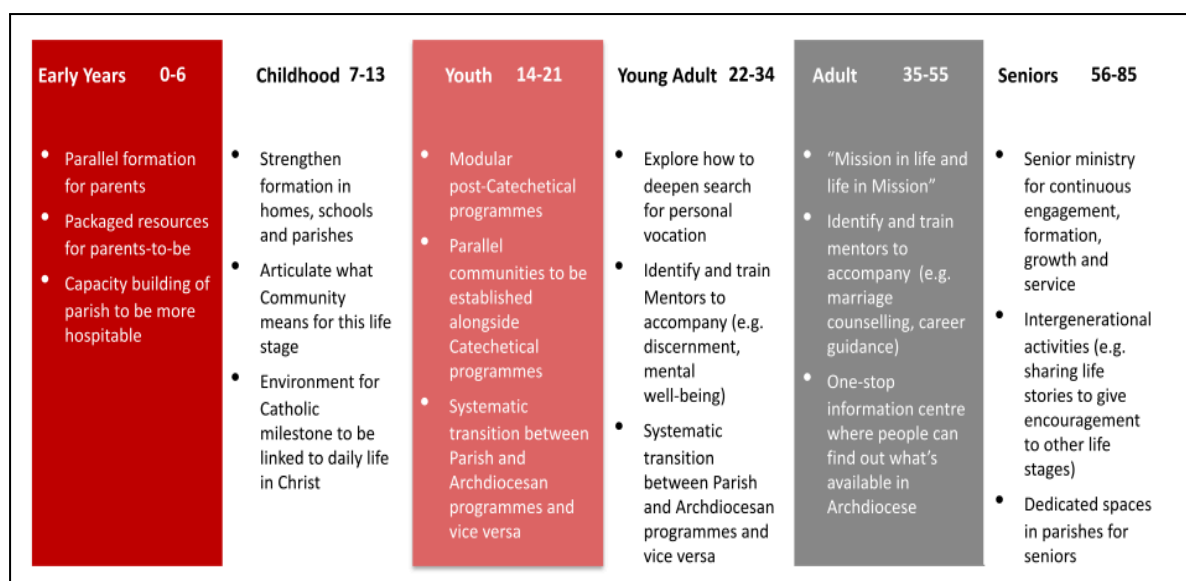 Early Years 0-6
• Parallel formation
for parents
• Packaged resources
for parents-to-be
• Capacity building of
parish to be more
hospitable
Childhood 7-13
• Strengthen
formation in
homes, schools
and parishes
• Articulate what
Community
means for this life
stage
• Environment for
Catholic
milestone to be
linked to daily life
in Christ
Youth 14-21
• Modular
post-Catechetical
programmes
• Parallel
communities to be
established
alongside
Catechetical
programmes
• Systematic
transition between
Parish and
Archdiocesan
programmes and
vice versa
Young Adult 22-34
• Explore how to
deepen search
for personal
vocation
• Identify and train
Mentors to
accompany (e.g.
discernment,
mental
well-being)
• Systematic
transition
between Parish
and Archdiocesan
programmes and
vice versa
Adult 35-55
• “Mission in life and
life in Mission”
• Identify and train
mentors to
accompany (e.g.
marriage
counselling, career
guidance)
• One-stop
information centre
where people can
find out what’s
available in
Archdiocese
Seniors 56-85
• Senior ministry
for continuous
engagement,
formation,
growth and
service
• Intergenerational
activities (e.g.
sharing life
stories to give
encouragement
to other life
stages)
• Dedicated spaces
in parishes for
seniors